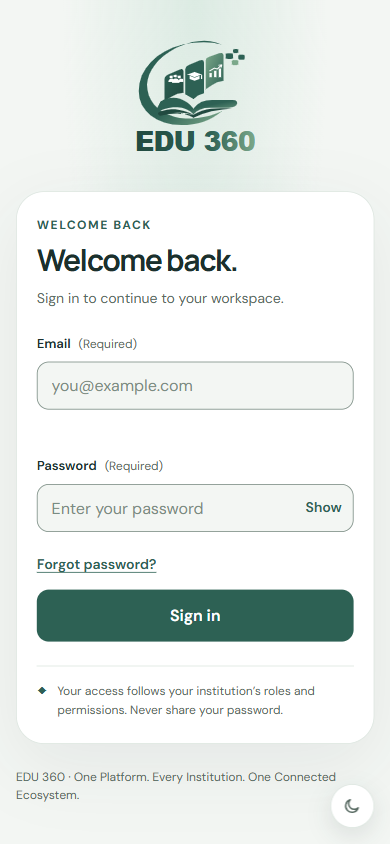 EDU 360
WELCOME BACK
Welcome back.
Sign in to continue to your workspace.
Email (Required)
you@example.com
Password (Required)
Enter your password Show
Forgot password?
Sign in
Your access follows your institution’s roles and
permissions. Never share your password.
EDU 360 · One Platform. Every Institution. One Connected
Ecosystem.